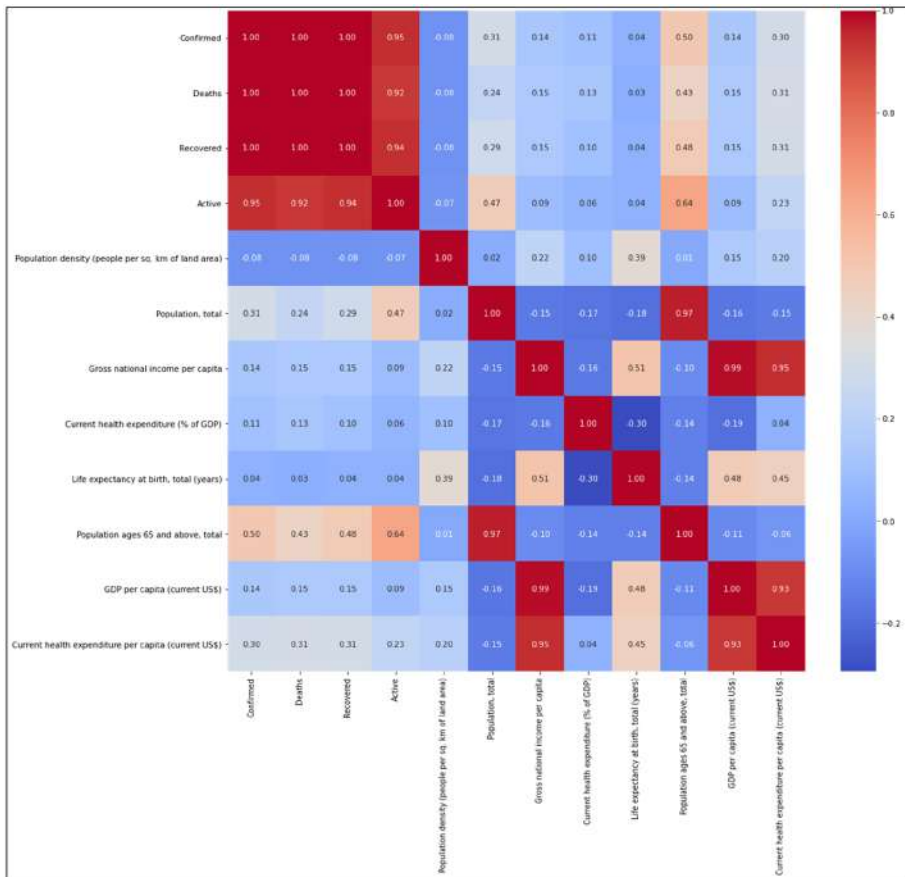 1.0
Confirmed 1.00 1.00 1.00 0.95 -0.08 0.31 0.14 0.11 0.04 0.50 0.14 0.30
Deaths 1.00 1.00 1.00 0.92 -0.08 0.24 0.15 0.13 0.03 0.43 0.15 0.31
0.8
Recovered 1.00 1.00 1.00 0.94 -0.08 0.29 0.15 0.10 0.04 0.48 0.15 0.31
Active 0.95 0.92 0.94 1.00 -0.07 0.47 0.09 0.06 0.04 0.64 0.09 0.23
0.6
Population density (people per sq. km of land area) -0.08 -0.08 -0.08 -0.07 1.00 0.02 0.22 0.10 0.39 0.01 0.15 0.20
Population, total 0.31 0.24 0.29 0.47 0.02 1.00 -0.15 -0.17 -0.18 0.97 -0.16 -0.15
0.4
Gross national income per capita 0.14 0.15 0.15 0.09 0.22 -0.15 1.00 -0.16 0.51 -0.10 0.99 0.95
Current health expenditure (% of GDP) 0.11 0.13 0.10 0.06 0.10 -0.17 -0.16 1.00 -0.30 -0.14 -0.19 0.04
0.2
Life expectancy at birth, total (years) 0.04 0.03 0.04 0.04 0.39 -0.18 0.51 -0.30 1.00 -0.14 0.48 0.45
Population ages 65 and above, total 0.50 0.43 0.48 0.64 0.01 0.97 -0.10 -0.14 -0.14 1.00 -0.11 -0.06
0.0
GDP per capita (current US$) 0.14 0.15 0.15 0.09 0.15 -0.16 0.99 -0.19 0.48 -0.11 1.00 0.93
-0.2
Current health expenditure per capita (current US$) 0.30 0.31 0.31 0.23 0.20 -0.15 0.95 0.04 0.45 -0.06 0.93 1.00
Confirmed
Deaths
Recovered
Active
Population density (people per sq. km of land area)
Population, total
Gross national income per capita
Current health expenditure (% of GDP)
Life expectancy at birth, total (years)
Population ages 65 and above, total
GDP per capita (current US$)
Current health expenditure per capita (current US$)